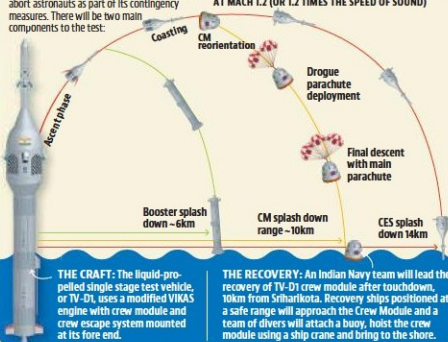 abort astronauts as part of its contingency
measures. There will be two main
components to the test:
AT MACH 1.2 (OR 1.2 TIMES THE SPEED OF SOUND)
Ascent phase
Coasting
CM
reorientation
Drogue
parachute
deployment
Final descent
with main
parachute
Booster splash
down ~6km
CM splash down
range ~10km
CES splash
down 14km
THE CRAFT: The liquid-pro-
pelled single stage test vehicle,
or TV-D1, uses a modified VIKAS
engine with crew module and
crew escape system mounted
at its fore end.
THE RECOVERY: An Indian Navy team will lead the
recovery of TV-D1 crew module after touchdown,
10km from Sriharikota. Recovery ships positioned at
a safe range will approach the Crew Module and a
team of divers will attach a buoy, hoist the crew
module using a ship crane and bring to the shore.